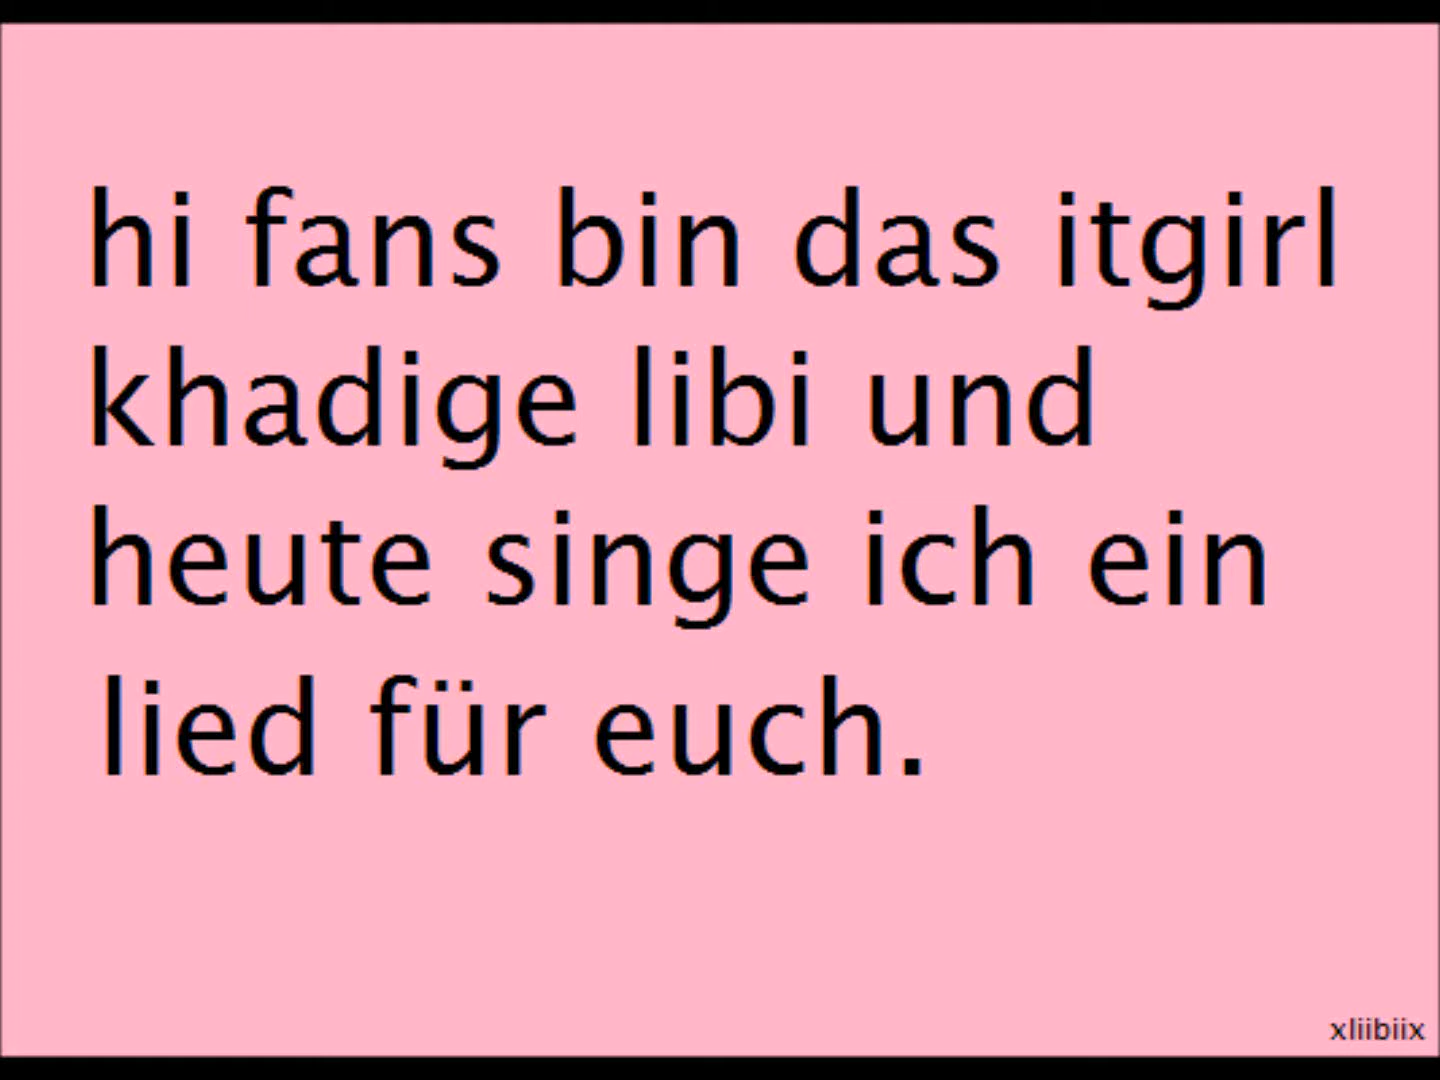 hi fans bin das itgirl
khadige libi und
heute singe ich ein
lied für euch.
xliibiix